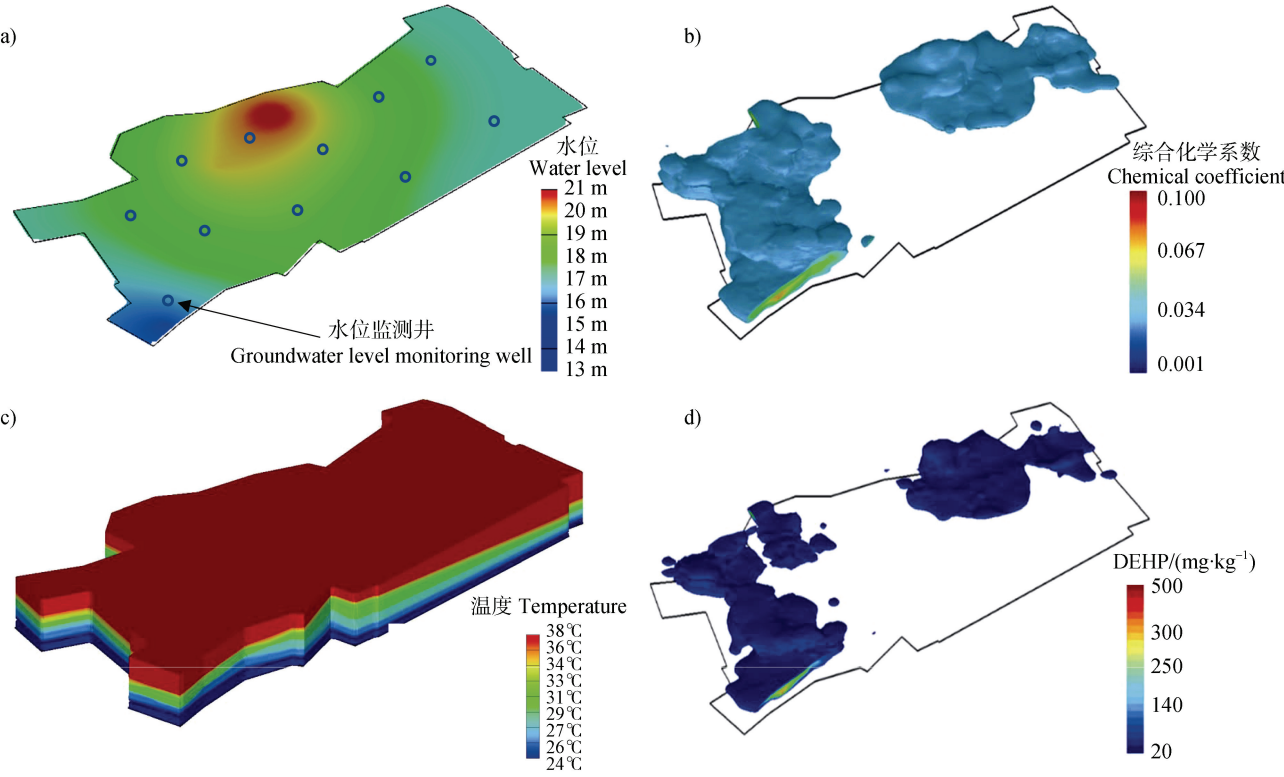 a)
水位
Water level
21 m
20 m
19 m
18 m
17 m
16 m
15 m
14 m
13 m
水位监测井
Groundwater level monitoring well
b)
综合化学系数
Chemical coefficient
0.100
0.067
0.034
0.001
c)
温度 Temperature
38℃
36℃
34℃
33℃
31℃
29℃
27℃
26℃
24℃
d)
DEHP/(mg·kg⁻¹)
500
300
250
140
20